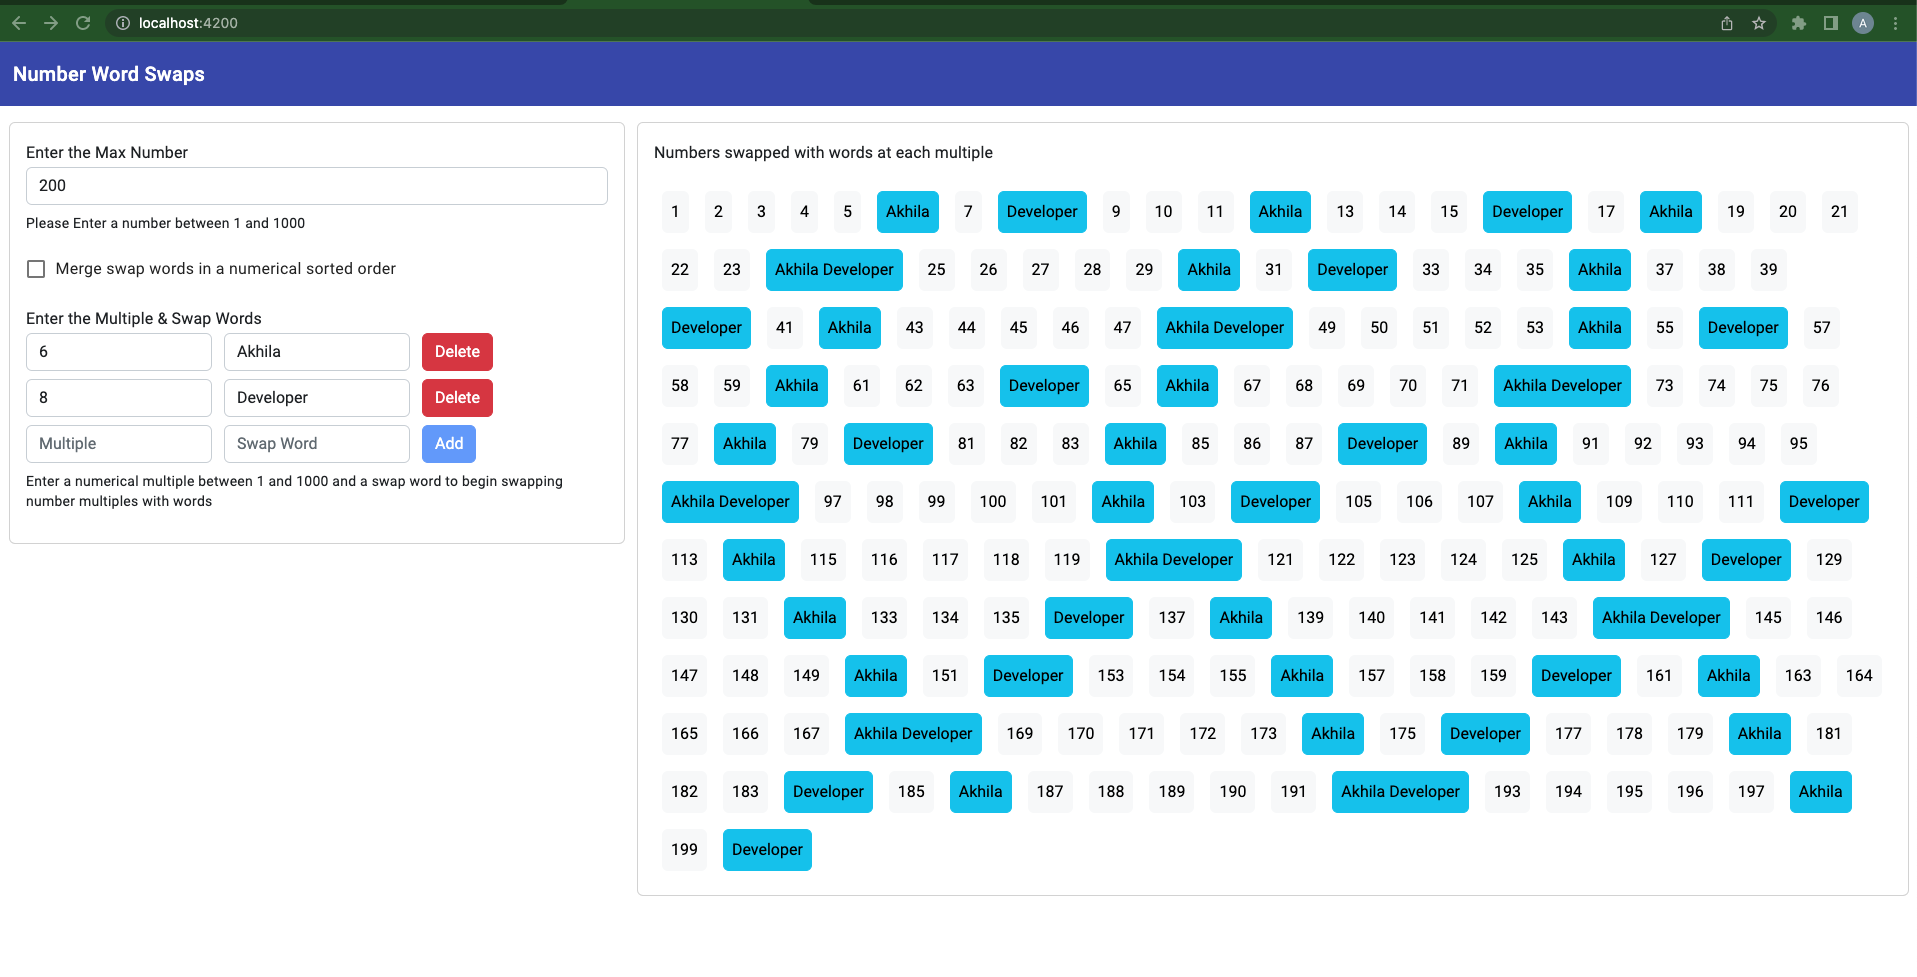 localhost:4200
A
Number Word Swaps
Enter the Max Number
200
Please Enter a number between 1 and 1000
Merge swap words in a numerical sorted order
Enter the Multiple & Swap Words
6 Akhila Delete
8 Developer Delete
Multiple Swap Word Add
Enter a numerical multiple between 1 and 1000 and a swap word to begin swapping
number multiples with words
Numbers swapped with words at each multiple
1 2 3 4 5 Akhila 7 Developer 9 10 11 Akhila 13 14 15 Developer 17 Akhila 19 20 21
22 23 Akhila Developer 25 26 27 28 29 Akhila 31 Developer 33 34 35 Akhila 37 38 39
Developer 41 Akhila 43 44 45 46 47 Akhila Developer 49 50 51 52 53 Akhila 55 Developer 57
58 59 Akhila 61 62 63 Developer 65 Akhila 67 68 69 70 71 Akhila Developer 73 74 75 76
77 Akhila 79 Developer 81 82 83 Akhila 85 86 87 Developer 89 Akhila 91 92 93 94 95
Akhila Developer 97 98 99 100 101 Akhila 103 Developer 105 106 107 Akhila 109 110 111 Developer
113 Akhila 115 116 117 118 119 Akhila Developer 121 122 123 124 125 Akhila 127 Developer 129
130 131 Akhila 133 134 135 Developer 137 Akhila 139 140 141 142 143 Akhila Developer 145 146
147 148 149 Akhila 151 Developer 153 154 155 Akhila 157 158 159 Developer 161 Akhila 163 164
165 166 167 Akhila Developer 169 170 171 172 173 Akhila 175 Developer 177 178 179 Akhila 181
182 183 Developer 185 Akhila 187 188 189 190 191 Akhila Developer 193 194 195 196 197 Akhila
199 Developer